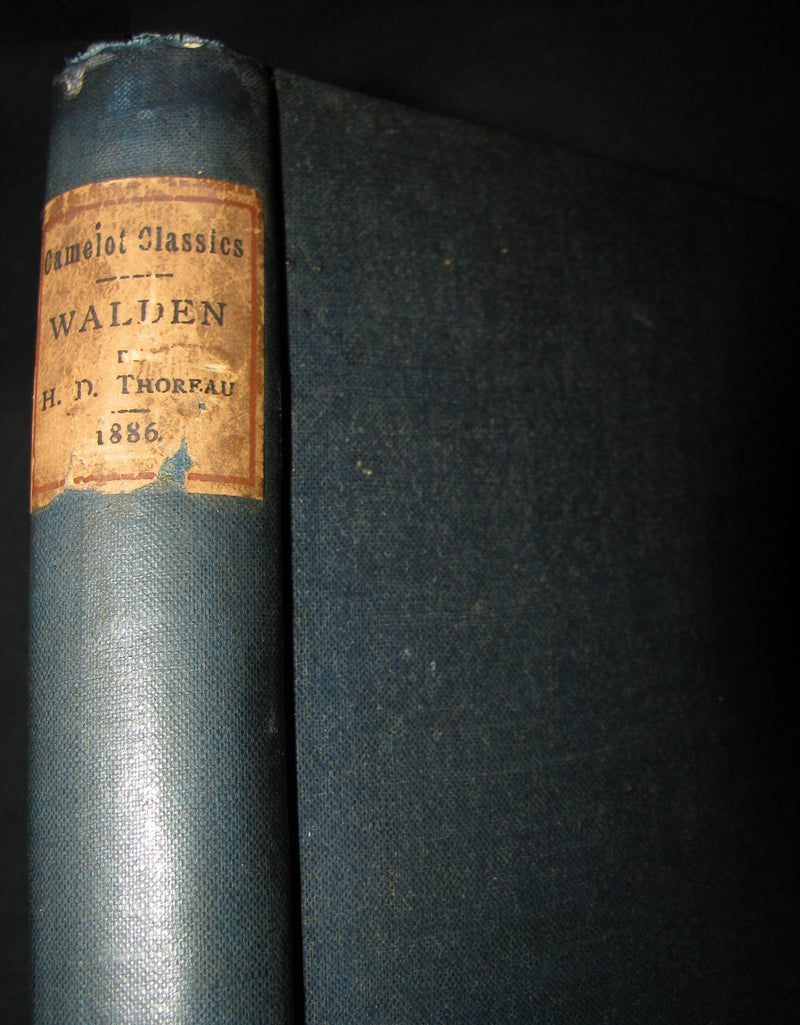 Camelot Classics
WALDEN
H. D. THOREAU
1886.